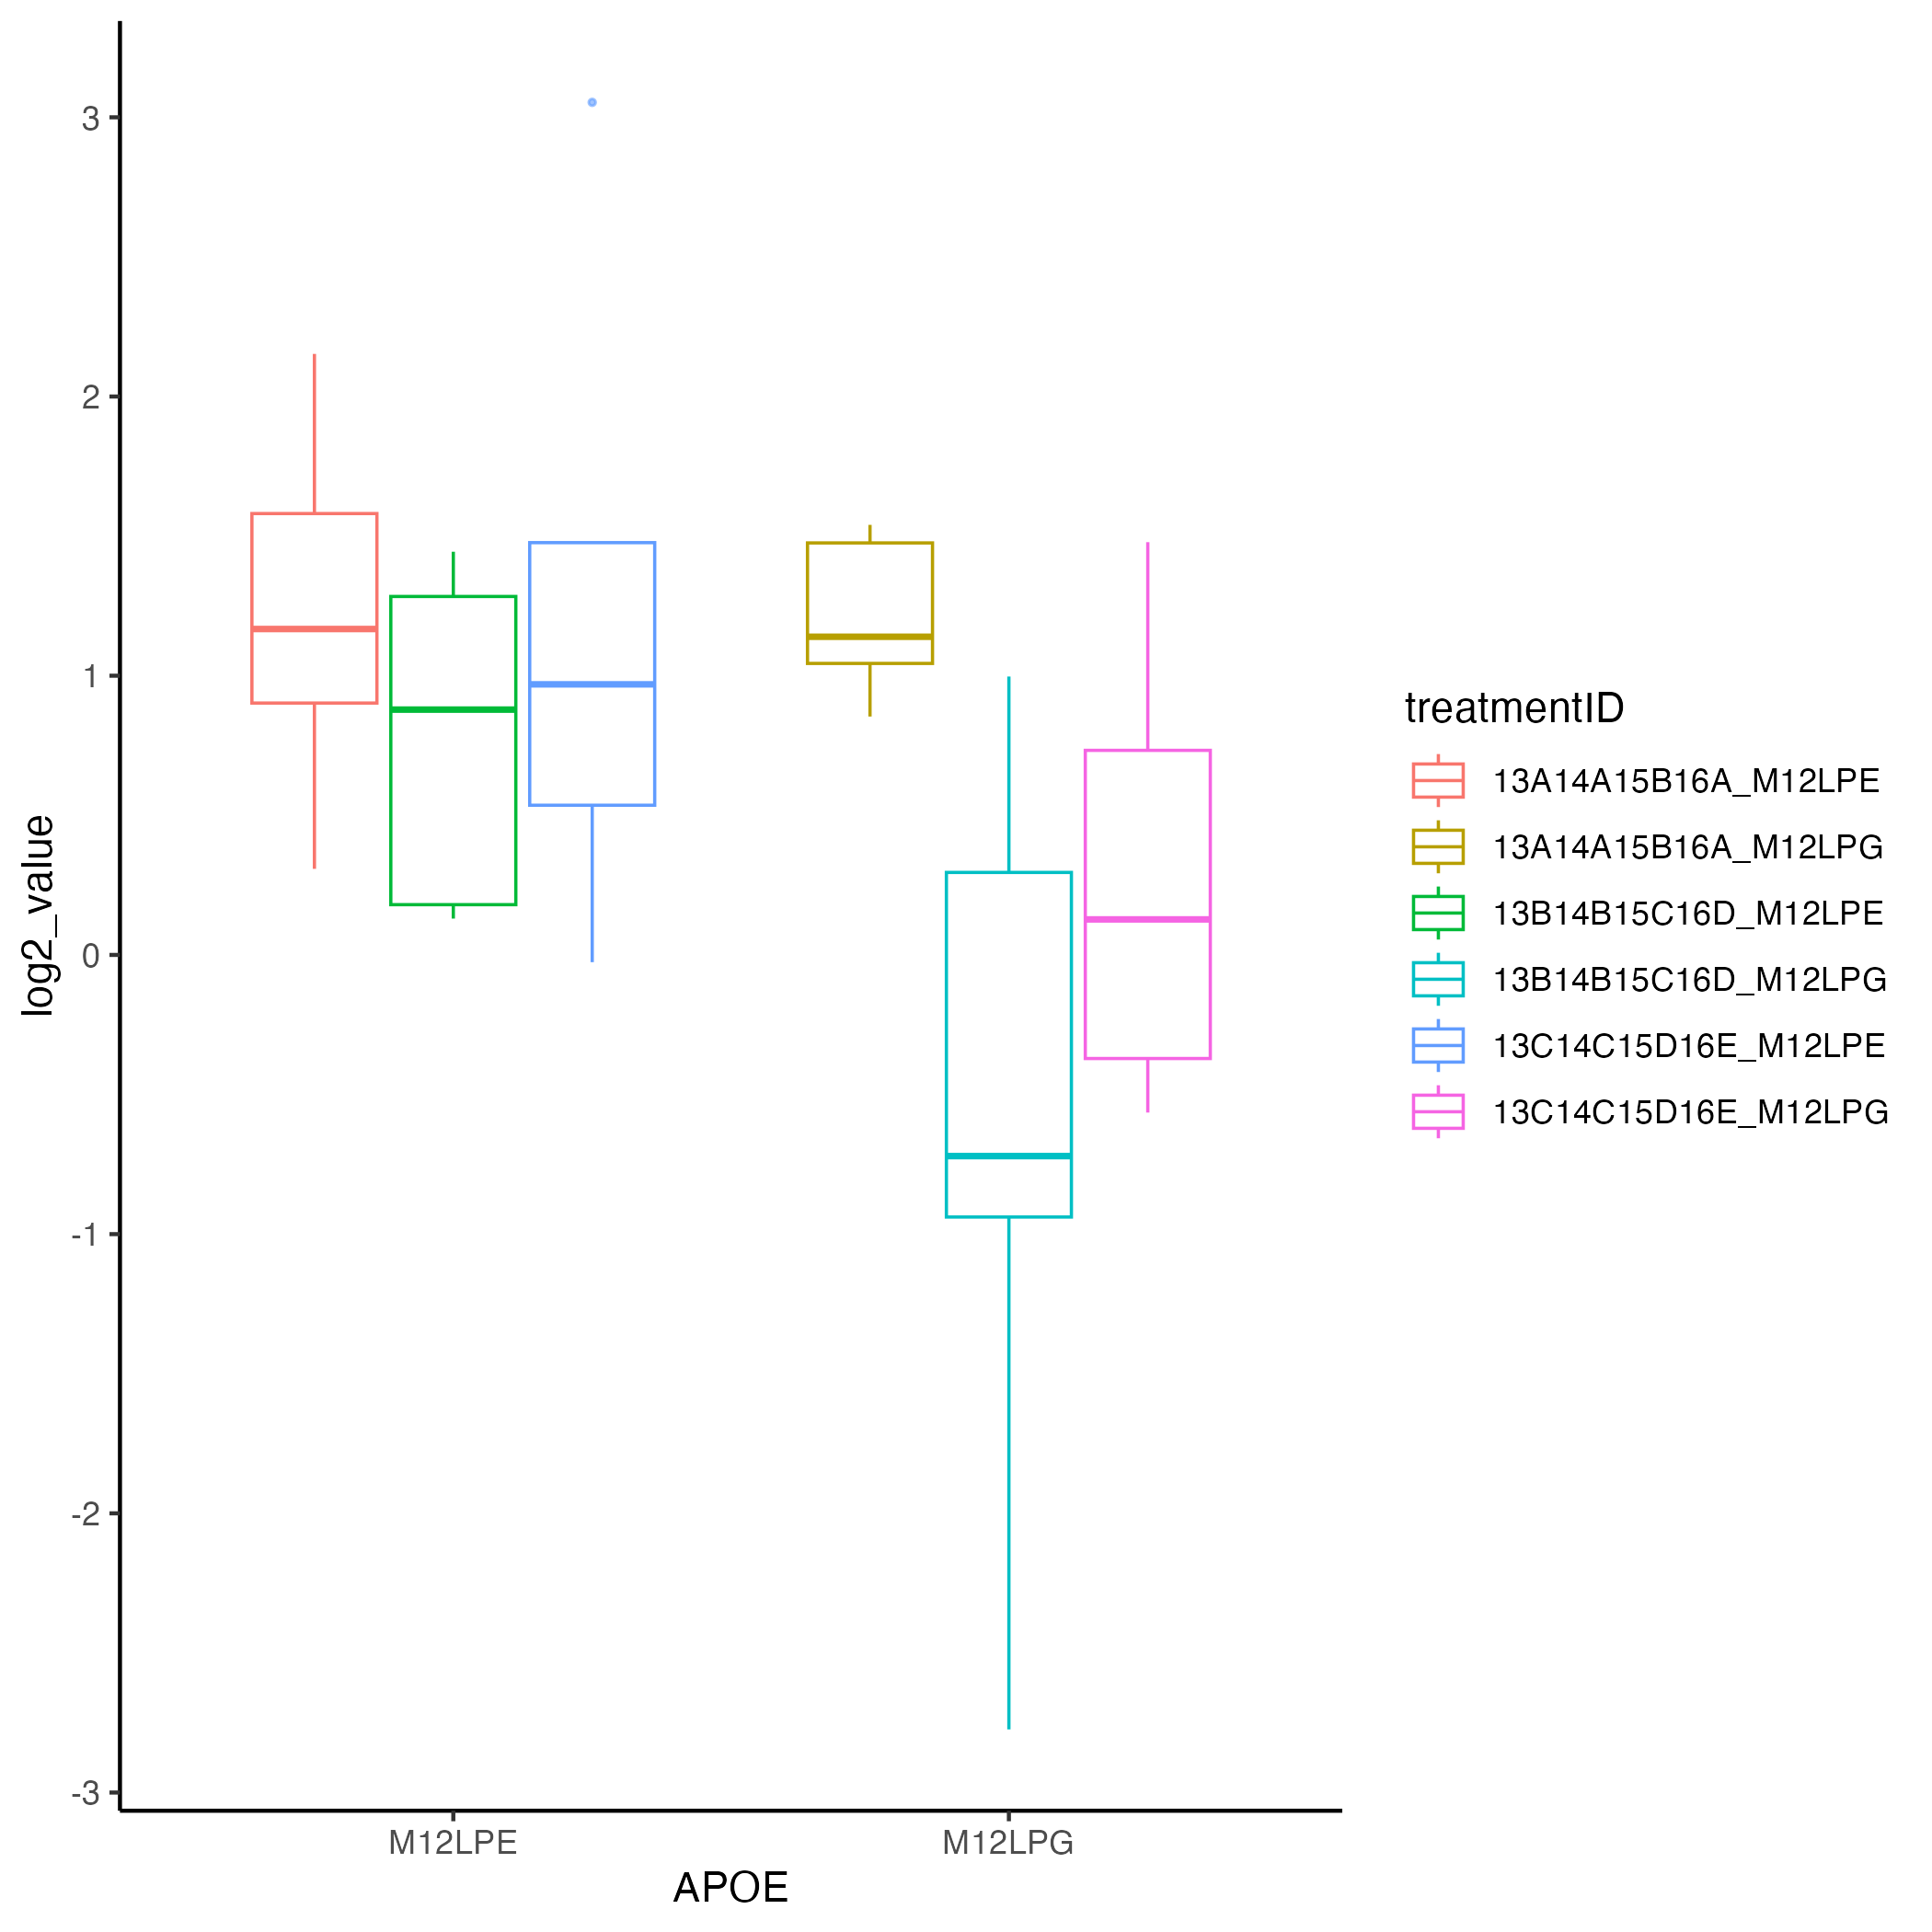 log2_value
3
2
1
0
-1
-2
-3
M12LPE
M12LPG
APOE
treatmentID
13A14A15B16A_M12LPE
13A14A15B16A_M12LPG
13B14B15C16D_M12LPE
13B14B15C16D_M12LPG
13C14C15D16E_M12LPE
13C14C15D16E_M12LPG